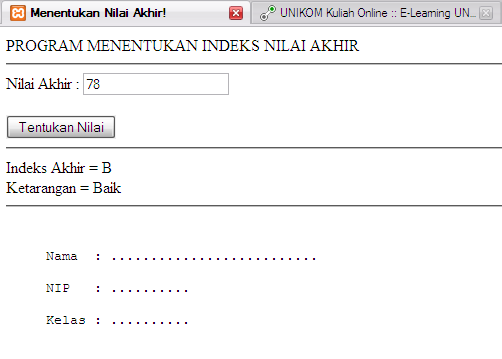 Menentukan Nilai Akhir!
UNIKOM Kuliah Online :: E-Learning UN...
PROGRAM MENENTUKAN INDEKS NILAI AKHIR
Nilai Akhir : 78
Tentukan Nilai
Indeks Akhir = B
Ketarangan = Baik
Nama : ..........................
NIP : ..........
Kelas : ..........